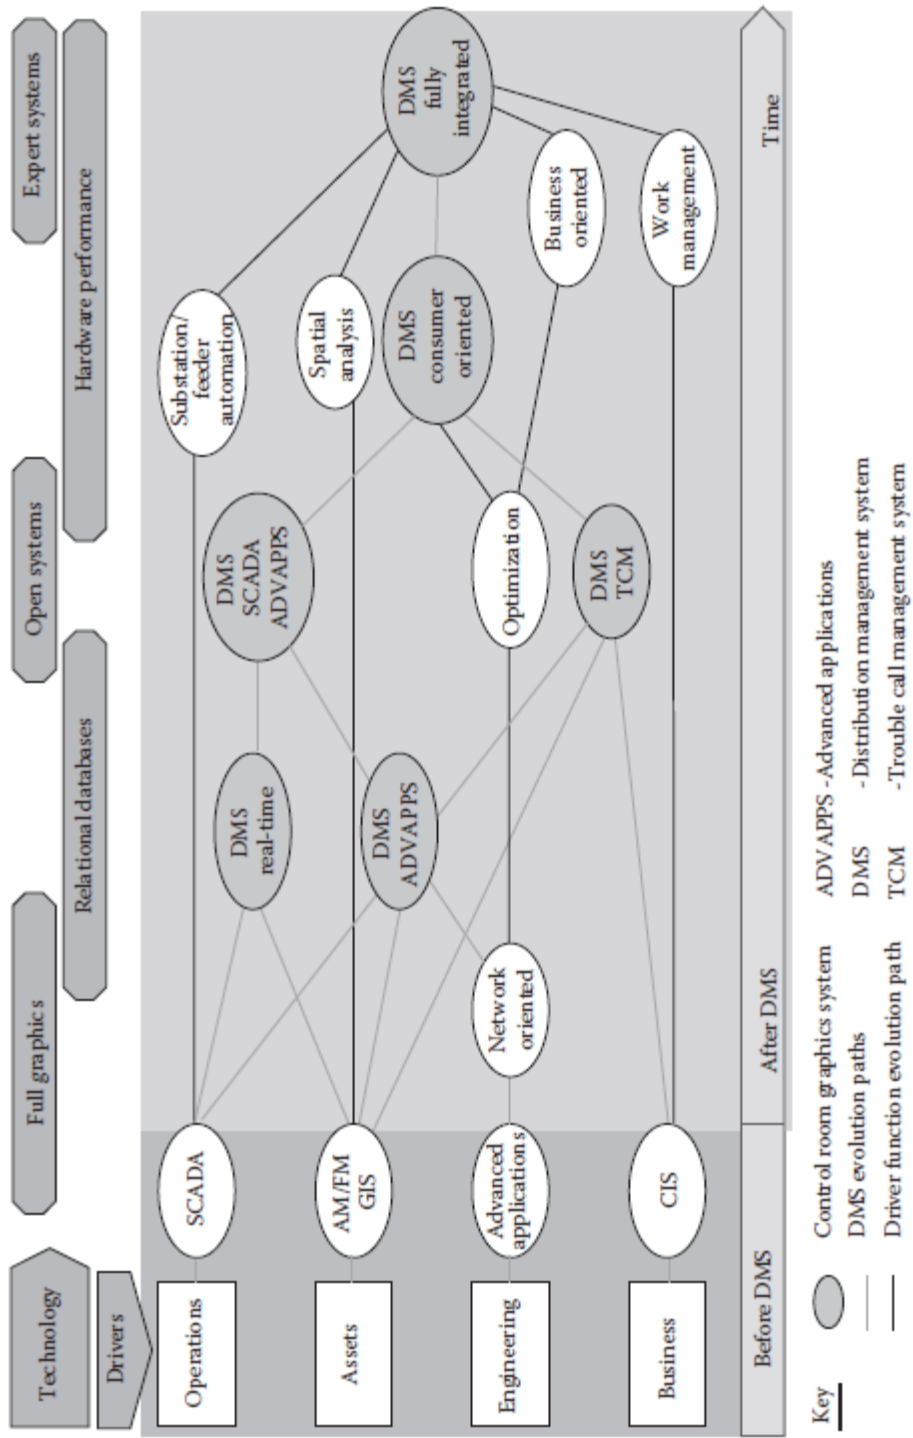 Technology
Full graphics
Open systems
Expert systems
Drivers
Relational databases
Hardware performance
Operations
SCADA
DMS
real-time
DMS
SCADA
ADVAPPS
Substation/
feeder
automation
Assets
AM/FM
GIS
DMS
ADVAPPS
Spatial
analysis
DMS
consumer
oriented
DMS
fully
integrated
Engineering
Advanced
applications
Network
oriented
Optimization
Business
oriented
Business
CIS
DMS
TCM
Work
management
Before DMS
After DMS
Time
Key
Control room graphics system
DMS evolution paths
Driver function evolution path
ADVAPPS - Advanced applications
DMS - Distribution management system
TCM - Trouble call management system